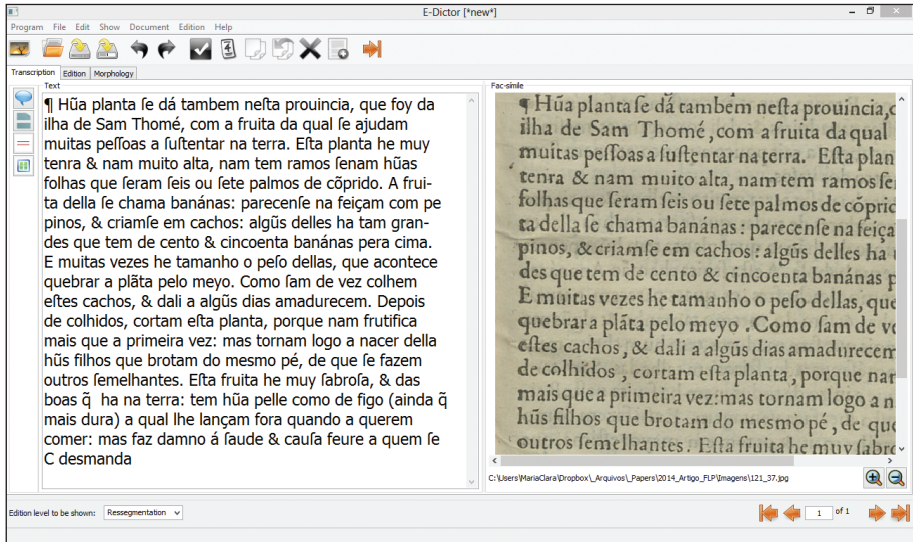 E-Dictor [*new*]
Program File Edit Show Document Edition Help
Transcription Edition Morphology
Text
¶ Hũa planta ſe dá tambem neſta prouincia, que foy da
ilha de Sam Thomé, com a fruita da qual ſe ajudam
muitas peſſoas a ſuſtentar na terra. Eſta planta he muy
tenra & nam muito alta, nam tem ramos ſenam hũas
folhas que ſeram ſeis ou ſete palmos de cõprido. A frui-
ta della ſe chama banánas: parecenſe na feiçam com pe
pinos, & criamſe em cachos: algũs delles ha tam gran-
des que tem de cento & cincoenta banánas pera cima.
E muitas vezes he tamanho o peſo dellas, que acontece
quebrar a plãta pelo meyo. Como ſam de vez colhem
eſtes cachos, & dali a algũs dias amadurecem. Depois
de colhidos, cortam eſta planta, porque nam frutifica
mais que a primeira vez: mas tornam logo a nacer della
hũs filhos que brotam do mesmo pé, de que ſe fazem
outros ſemelhantes. Eſta fruita he muy ſabroſa, & das
boas q̃ ha na terra: tem hũa pelle como de figo (ainda q̃
mais dura) a qual lhe lançam fora quando a querem
comer: mas faz damno á ſaude & cauſa feure a quem ſe
C desmanda
Fac-simile
¶ Hũa planta ſe dá tambem neſta prouincia,
ilha de Sam Thomé, com a fruita da qual
muitas peſſoas a ſuſtentar na terra. Eſta plan
tenra & nam muito alta, nam tem ramos ſe
folhas que ſeram ſeis ou ſete palmos de cõpric
ta della ſe chama banánas: parecenſe na feiça
pinos, & criamſe em cachos: algũs delles ha
des que tem de cento & cincoenta banánas
E muitas vezes he tamanho o peſo dellas, que
quebrar a plãta pelo meyo. Como ſam de ve
eſtes cachos, & dali a algũs dias amadurecem
de colhidos, cortam eſta planta, porque nar
mais que a primeira vez: mas tornam logo a n
hũs filhos que brotam do mesmo pé, de que
outros ſemelhantes. Eſta fruita he muy ſabro
C:\Users\MariaClara\Dropbox\_Arquivos\_Papers\2014_Artigo_FLP\Imagens\121_37.jpg
Edition level to be shown: Ressegmentation
1 of 1